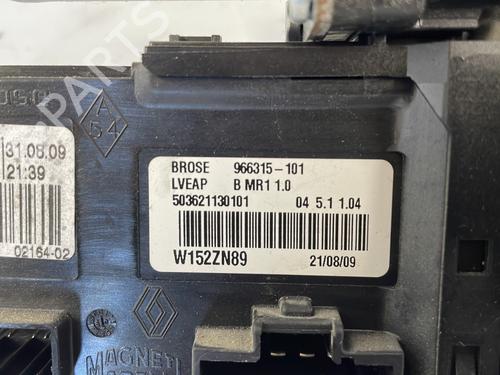 A
54
31.08.09
21:39
02164-02
BROSE 966315-101
LVEAP B MR1 1.0
503621130101 04 5.1 1.04
W152ZN89 21/08/09
MAGNETI